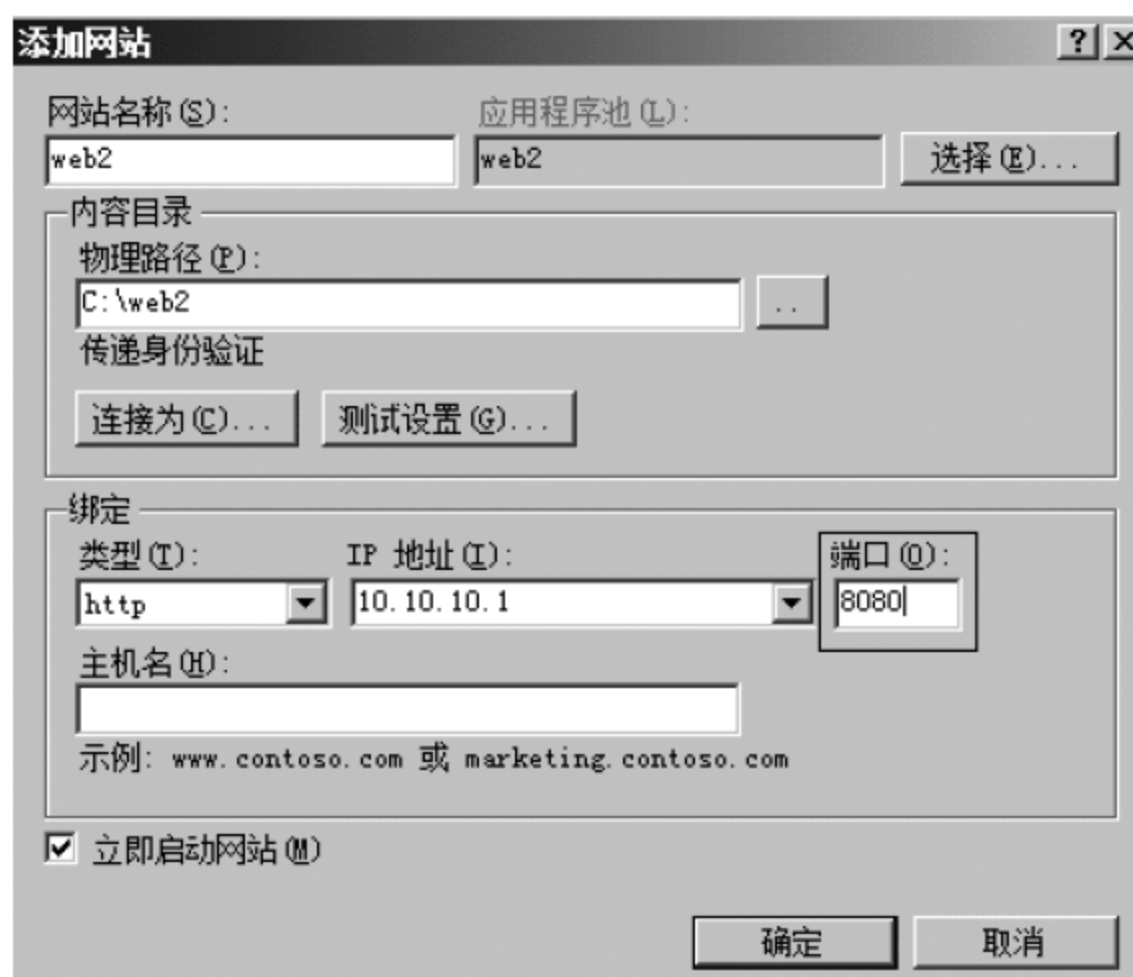 添加网站
? ×
网站名称(S): 应用程序池(L):
web2 web2 选择(E)...
内容目录
物理路径(P):
C:\web2 ..
传递身份验证
连接为(C)... 测试设置(G)...
绑定
类型(T): IP 地址(I): 端口(O):
http 10.10.10.1 8080
主机名(H):
示例: www.contoso.com 或 marketing.contoso.com
立即启动网站(M)
确定 取消